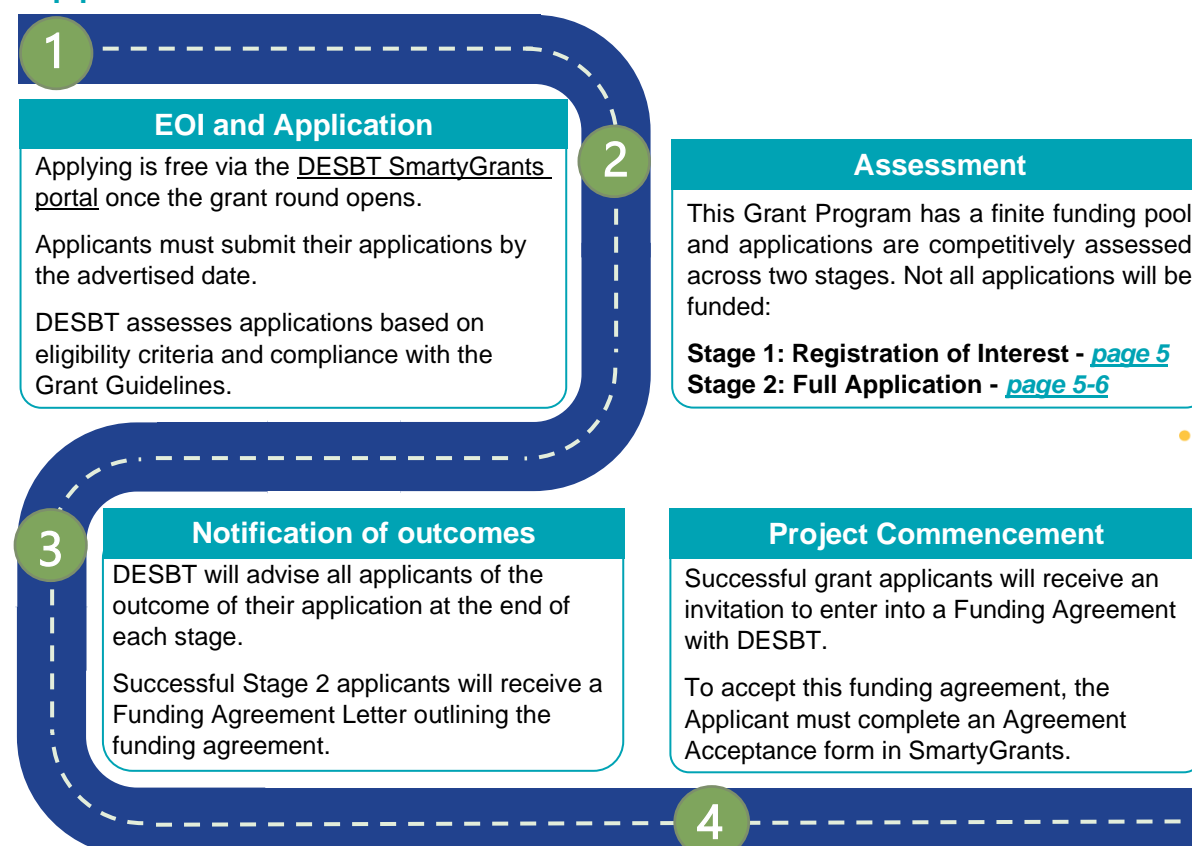 1
EOI and Application
Applying is free via the DESBT SmartyGrants
portal once the grant round opens.
Applicants must submit their applications by
the advertised date.
DESBT assesses applications based on
eligibility criteria and compliance with the
Grant Guidelines.
2
Assessment
This Grant Program has a finite funding pool
and applications are competitively assessed
across two stages. Not all applications will be
funded:
Stage 1: Registration of Interest - page 5
Stage 2: Full Application - page 5-6
3
Notification of outcomes
DESBT will advise all applicants of the
outcome of their application at the end of
each stage.
Successful Stage 2 applicants will receive a
Funding Agreement Letter outlining the
funding agreement.
Project Commencement
Successful grant applicants will receive an
invitation to enter into a Funding Agreement
with DESBT.
To accept this funding agreement, the
Applicant must complete an Agreement
Acceptance form in SmartyGrants.
4